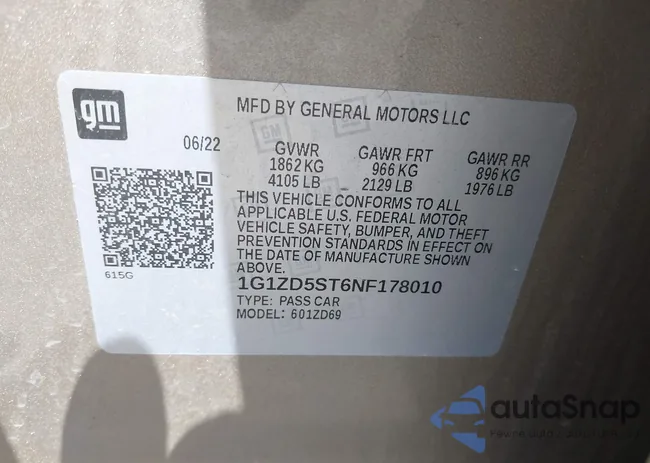 gm
MFD BY GENERAL MOTORS LLC
06/22
GVWR GAWR FRT GAWR RR
1862 KG 966 KG 896 KG
4105 LB 2129 LB 1976 LB
THIS VEHICLE CONFORMS TO ALL
APPLICABLE U.S. FEDERAL MOTOR
VEHICLE SAFETY, BUMPER, AND THEFT
PREVENTION STANDARDS IN EFFECT ON
THE DATE OF MANUFACTURE SHOWN
ABOVE.
615G
1G1ZD5ST6NF178010
TYPE: PASS CAR
MODEL: 601ZD69
autaSnap